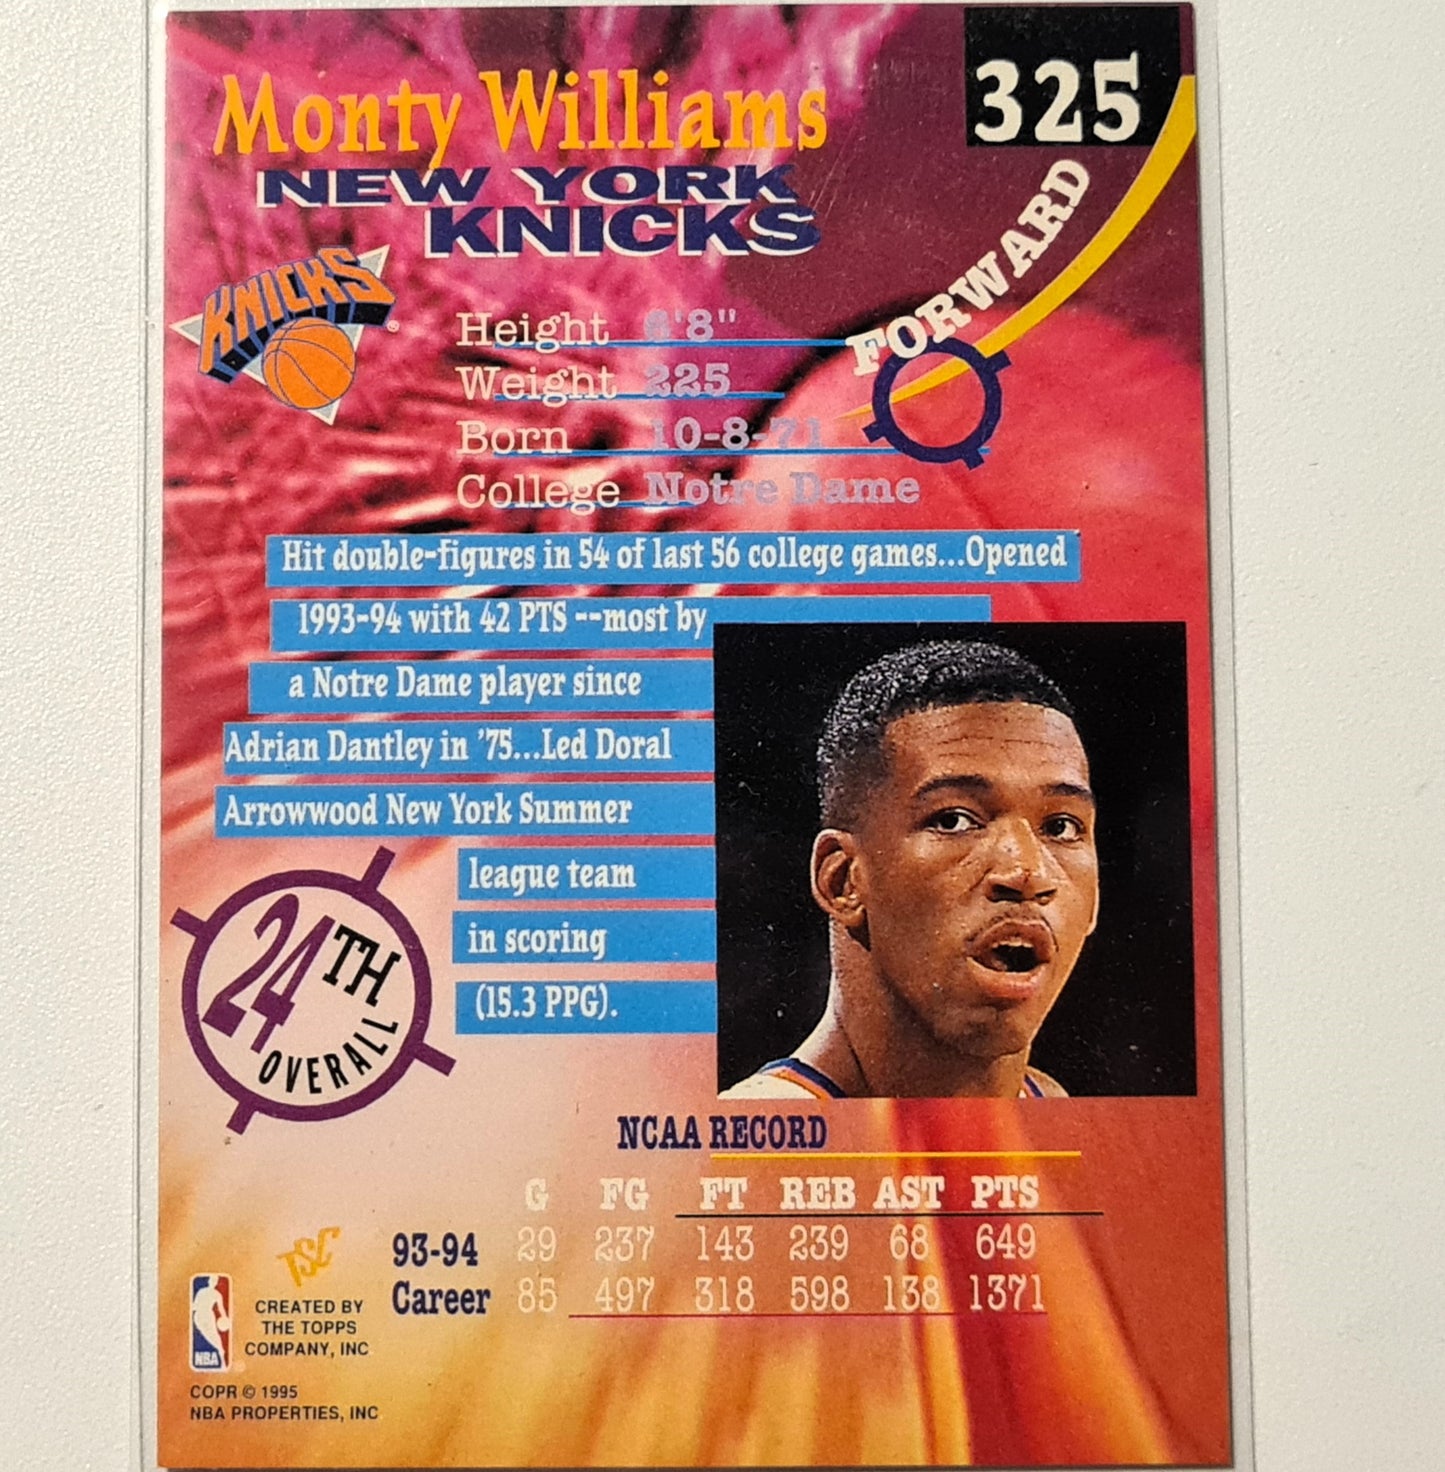 325
Monty Williams
NEW YORK
KNICKS
FORWARD
KNICKS
®
Height 6'8"
Weight 225
Born 10-8-71
College Notre Dame
Hit double-figures in 54 of last 56 college games...Opened
1993-94 with 42 PTS --most by
a Notre Dame player since
Adrian Dantley in '75...Led Doral
Arrowwood New York Summer
league team
in scoring
(15.3 PPG).
24TH
OVERALL
NCAA RECORD
G FG FT REB AST PTS
93-94 29 237 143 239 68 649
Career 85 497 318 598 138 1371
TSC
CREATED BY
THE TOPPS
COMPANY, INC
NBA
®
COPR © 1995
NBA PROPERTIES, INC